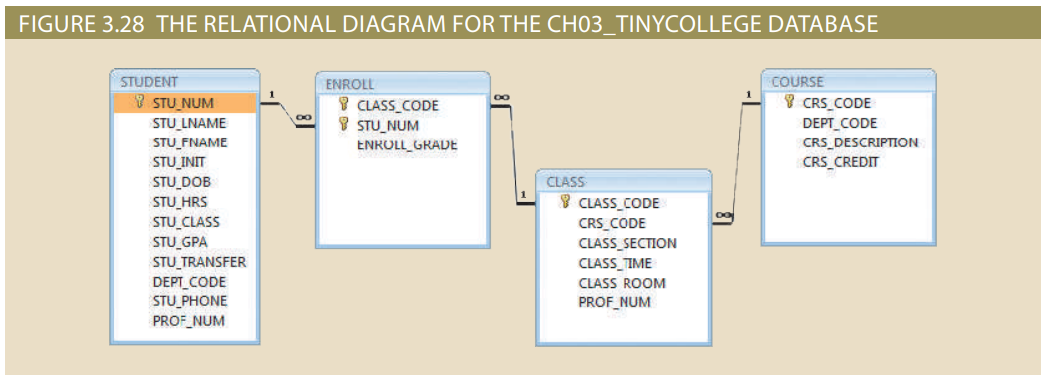 FIGURE 3.28 THE RELATIONAL DIAGRAM FOR THE CH03_TINYCOLLEGE DATABASE
STUDENT
STU_NUM
STU_LNAME
STU_FNAME
STU_INIT
STU_DOB
STU_HRS
STU_CLASS
STU_GPA
STU_TRANSFER
DEPT_CODE
STU_PHONE
PROF_NUM
1
∞
ENROLL
CLASS_CODE
STU_NUM
ENROLL_GRADE
∞
1
CLASS
CLASS_CODE
CRS_CODE
CLASS_SECTION
CLASS_TIME
CLASS_ROOM
PROF_NUM
∞
1
COURSE
CRS_CODE
DEPT_CODE
CRS_DESCRIPTION
CRS_CREDIT